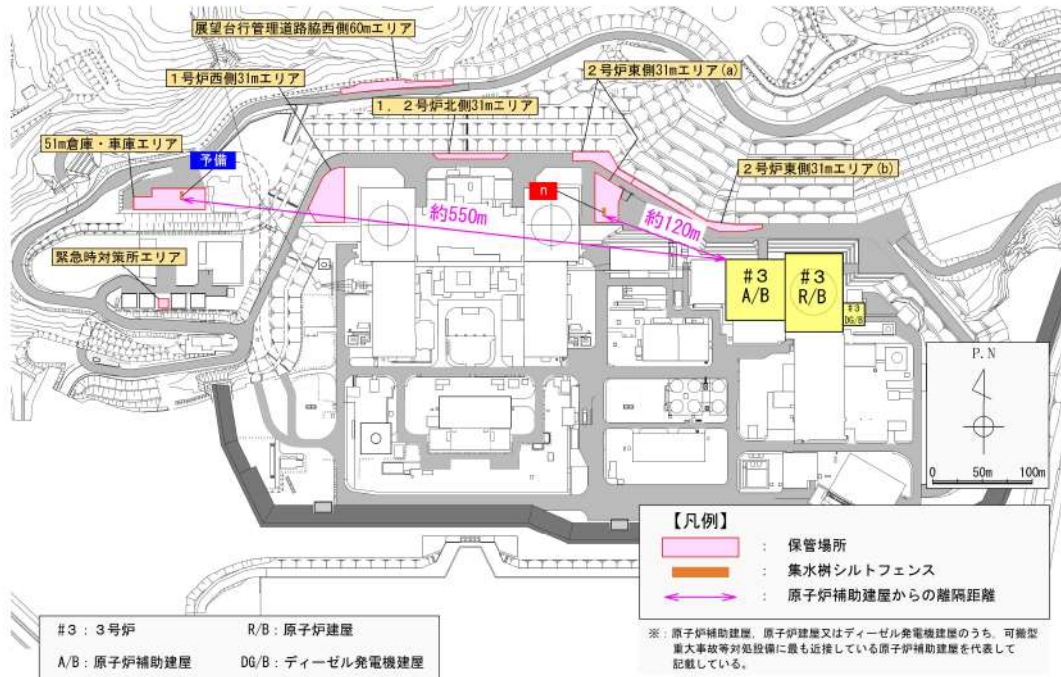 展望台行管理道路脇西側60mエリア
1号炉西側31mエリア
2号炉東側31mエリア(a)
1．2号炉北側31mエリア
51m倉庫・車庫エリア
予備
2号炉東側31mエリア(b)
n
約550m
約120m
緊急時対策所エリア
#3
A/B
#3
R/B
#3
DG/B
P.N
0 50m 100m
【凡例】
： 保管場所
： 集水桝シルトフェンス
： 原子炉補助建屋からの離隔距離
#3：3号炉 R/B：原子炉建屋
A/B：原子炉補助建屋 DG/B：ディーゼル発電機建屋
※：原子炉補助建屋，原子炉建屋又はディーゼル発電機建屋のうち，可搬型
重大事故等対処設備に最も近接している原子炉補助建屋を代表して
記載している。